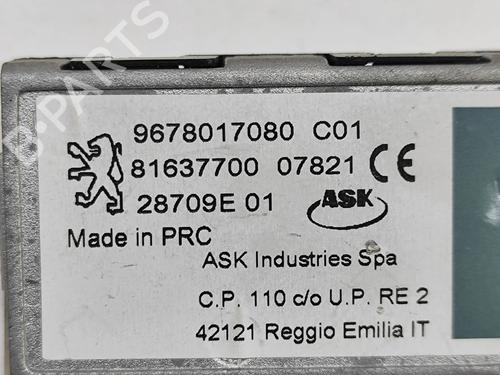 B-PARTS
9678017080 C01
81637700 07821 CE
28709E 01 ASK
Made in PRC
ASK Industries Spa
C.P. 110 c/o U.P. RE 2
42121 Reggio Emilia IT